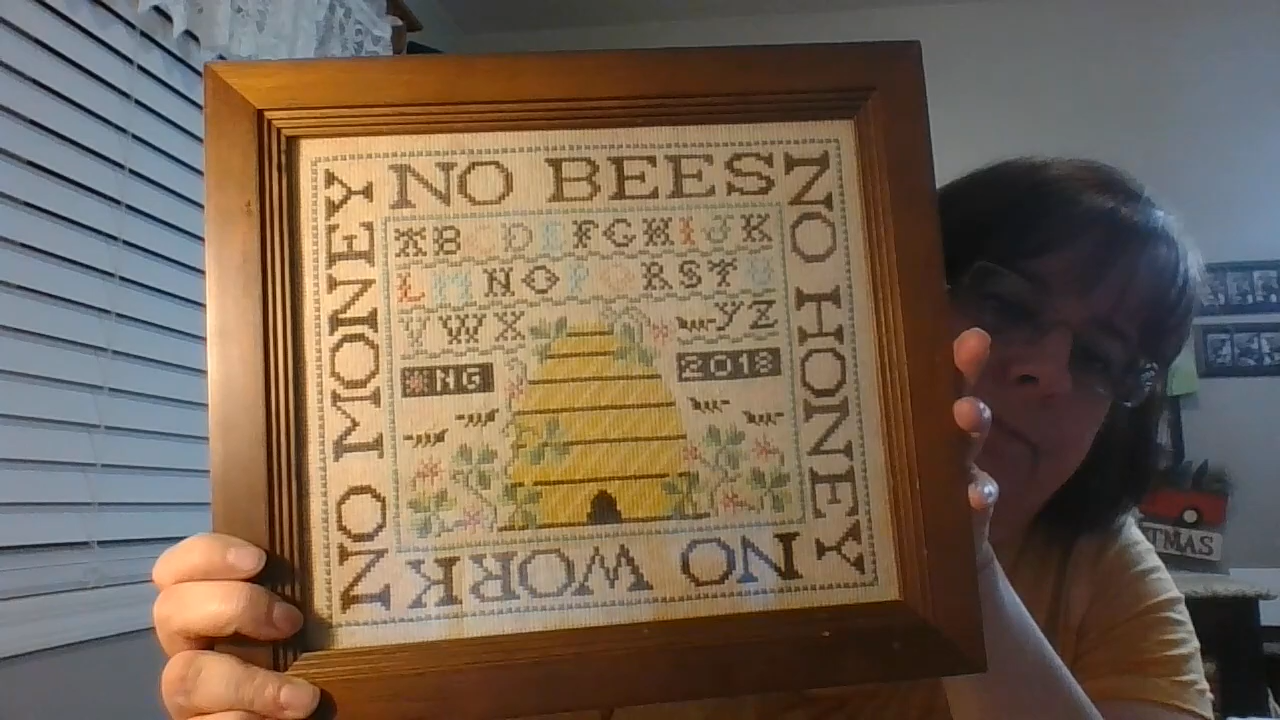 NO BEES
NO HONEY
NO WORK
NO MONEY
ABCDEFGHIJK
LMNOPQRSTU
VWX YZ
NG 2018
TMAS